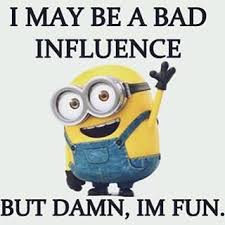 I MAY BE A BAD
INFLUENCE
BUT DAMN, IM FUN.